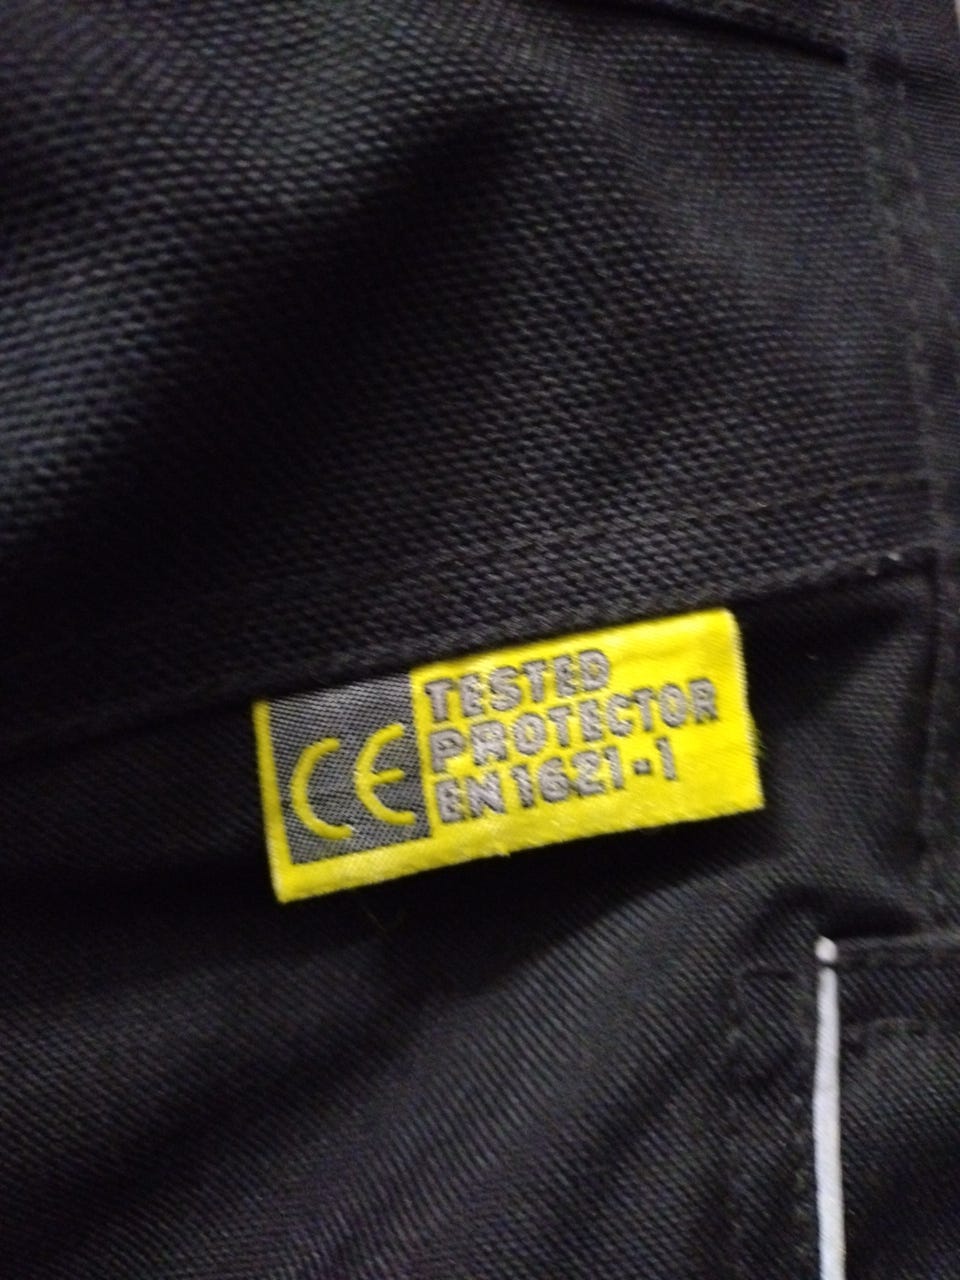 CE
TESTED
PROTECTOR
EN1621-1